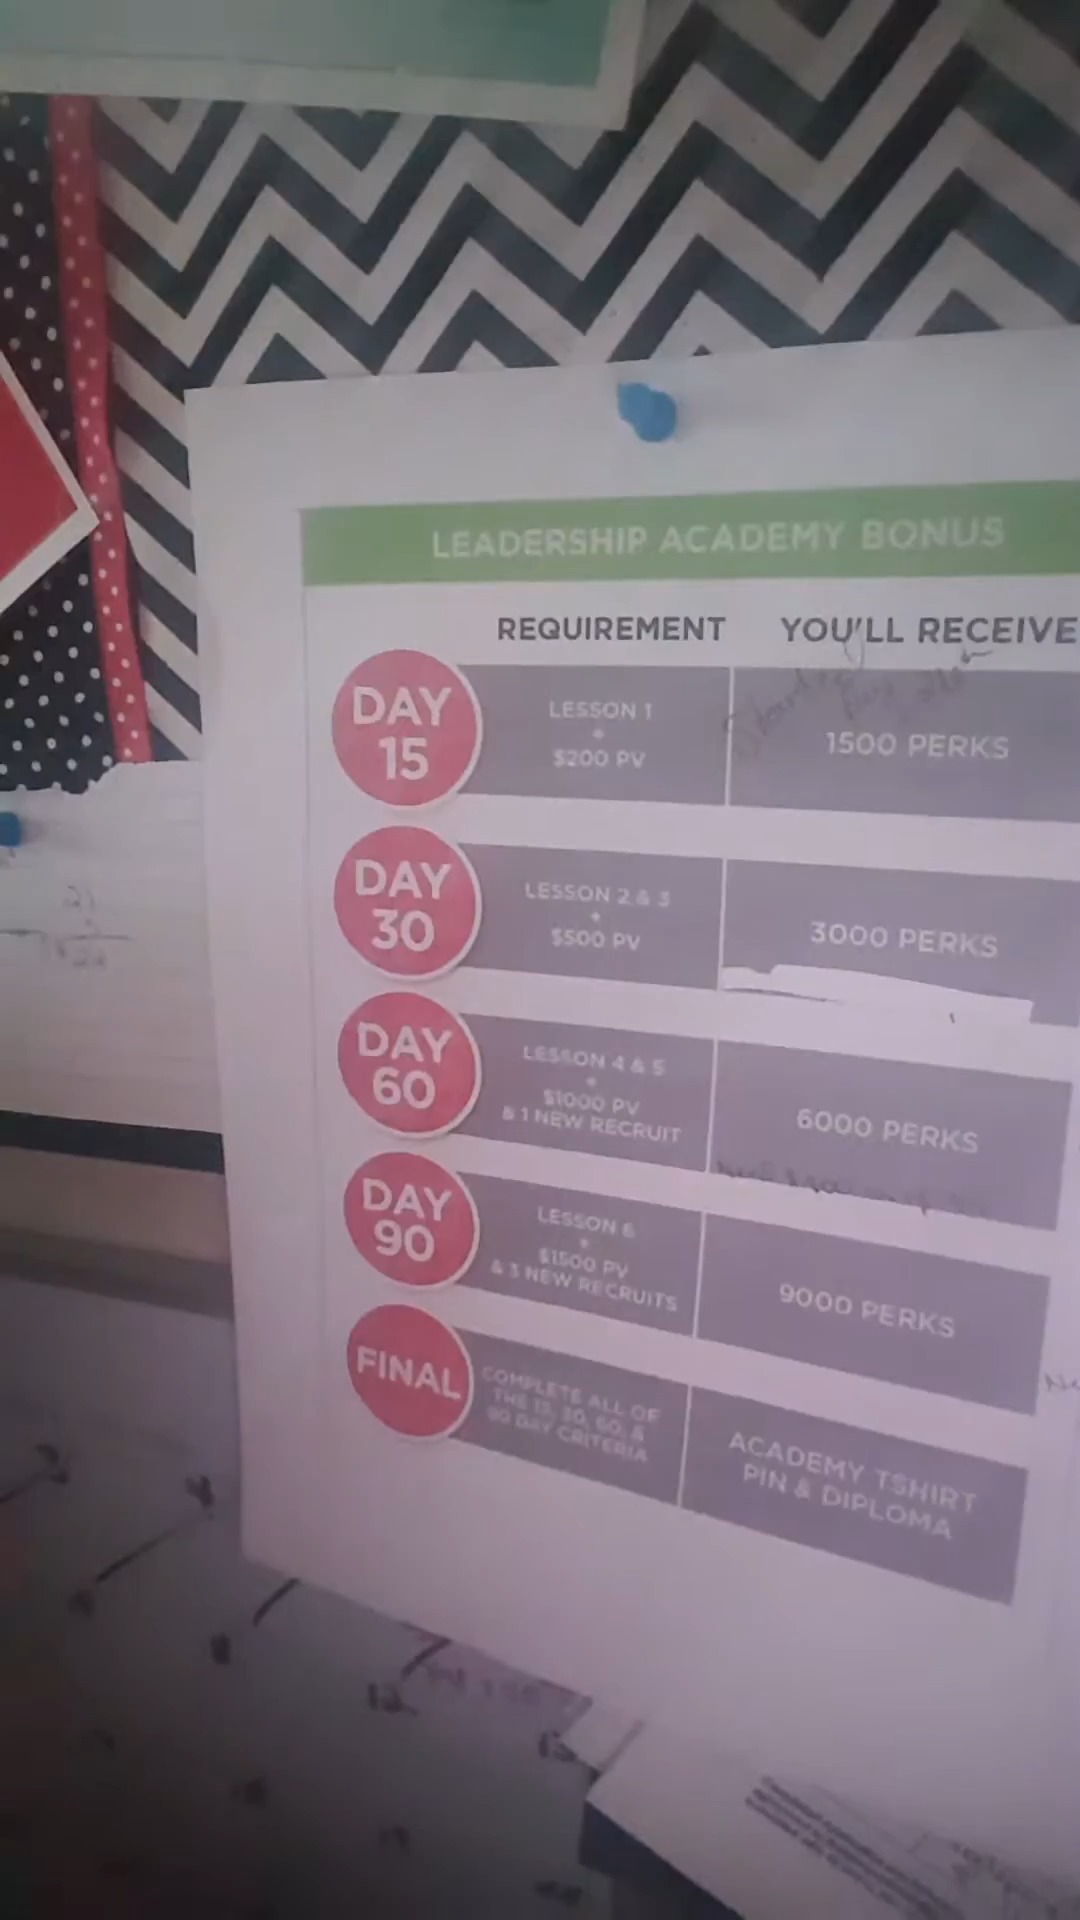 LEADERSHIP ACADEMY BONUS
REQUIREMENT
YOU'LL RECEIVE
DAY
15
LESSON 1
+
$200 PV
1500 PERKS
DAY
30
LESSON 2 & 3
+
$500 PV
3000 PERKS
DAY
60
LESSON 4 & 5
+
$1000 PV
& 1 NEW RECRUIT
6000 PERKS
DAY
90
LESSON 6
+
$1500 PV
& 3 NEW RECRUITS
9000 PERKS
FINAL
COMPLETE ALL OF
THE 15, 30, 60, &
90 DAY CRITERIA
ACADEMY TSHIRT
PIN & DIPLOMA
12